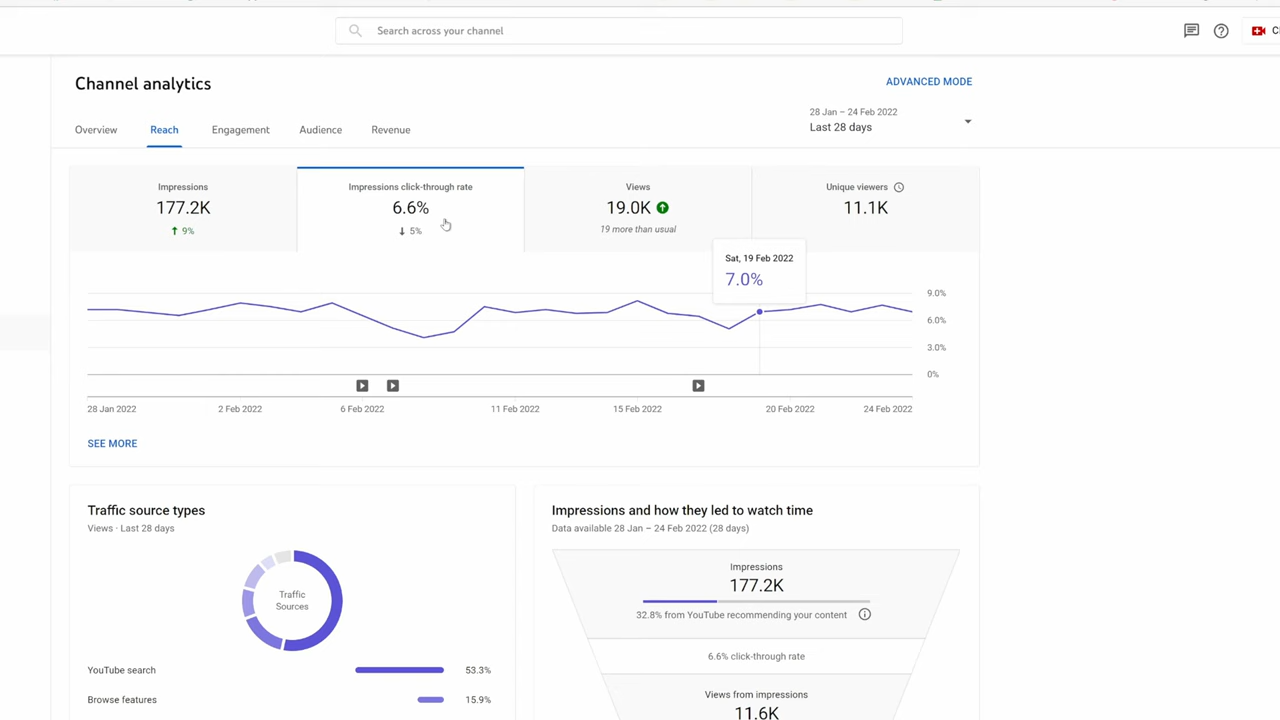 Search across your channel
C
Channel analytics
ADVANCED MODE
28 Jan – 24 Feb 2022
Last 28 days
Overview
Reach
Engagement
Audience
Revenue
Impressions
177.2K
9%
Impressions click-through rate
6.6%
5%
Views
19.0K
19 more than usual
Unique viewers
11.1K
Sat, 19 Feb 2022
7.0%
9.0%
6.0%
3.0%
0%
28 Jan 2022
2 Feb 2022
6 Feb 2022
11 Feb 2022
15 Feb 2022
20 Feb 2022
24 Feb 2022
SEE MORE
Traffic source types
Views · Last 28 days
Traffic
Sources
YouTube search
53.3%
Browse features
15.9%
Impressions and how they led to watch time
Data available 28 Jan – 24 Feb 2022 (28 days)
Impressions
177.2K
32.8% from YouTube recommending your content
6.6% click-through rate
Views from impressions
11.6K